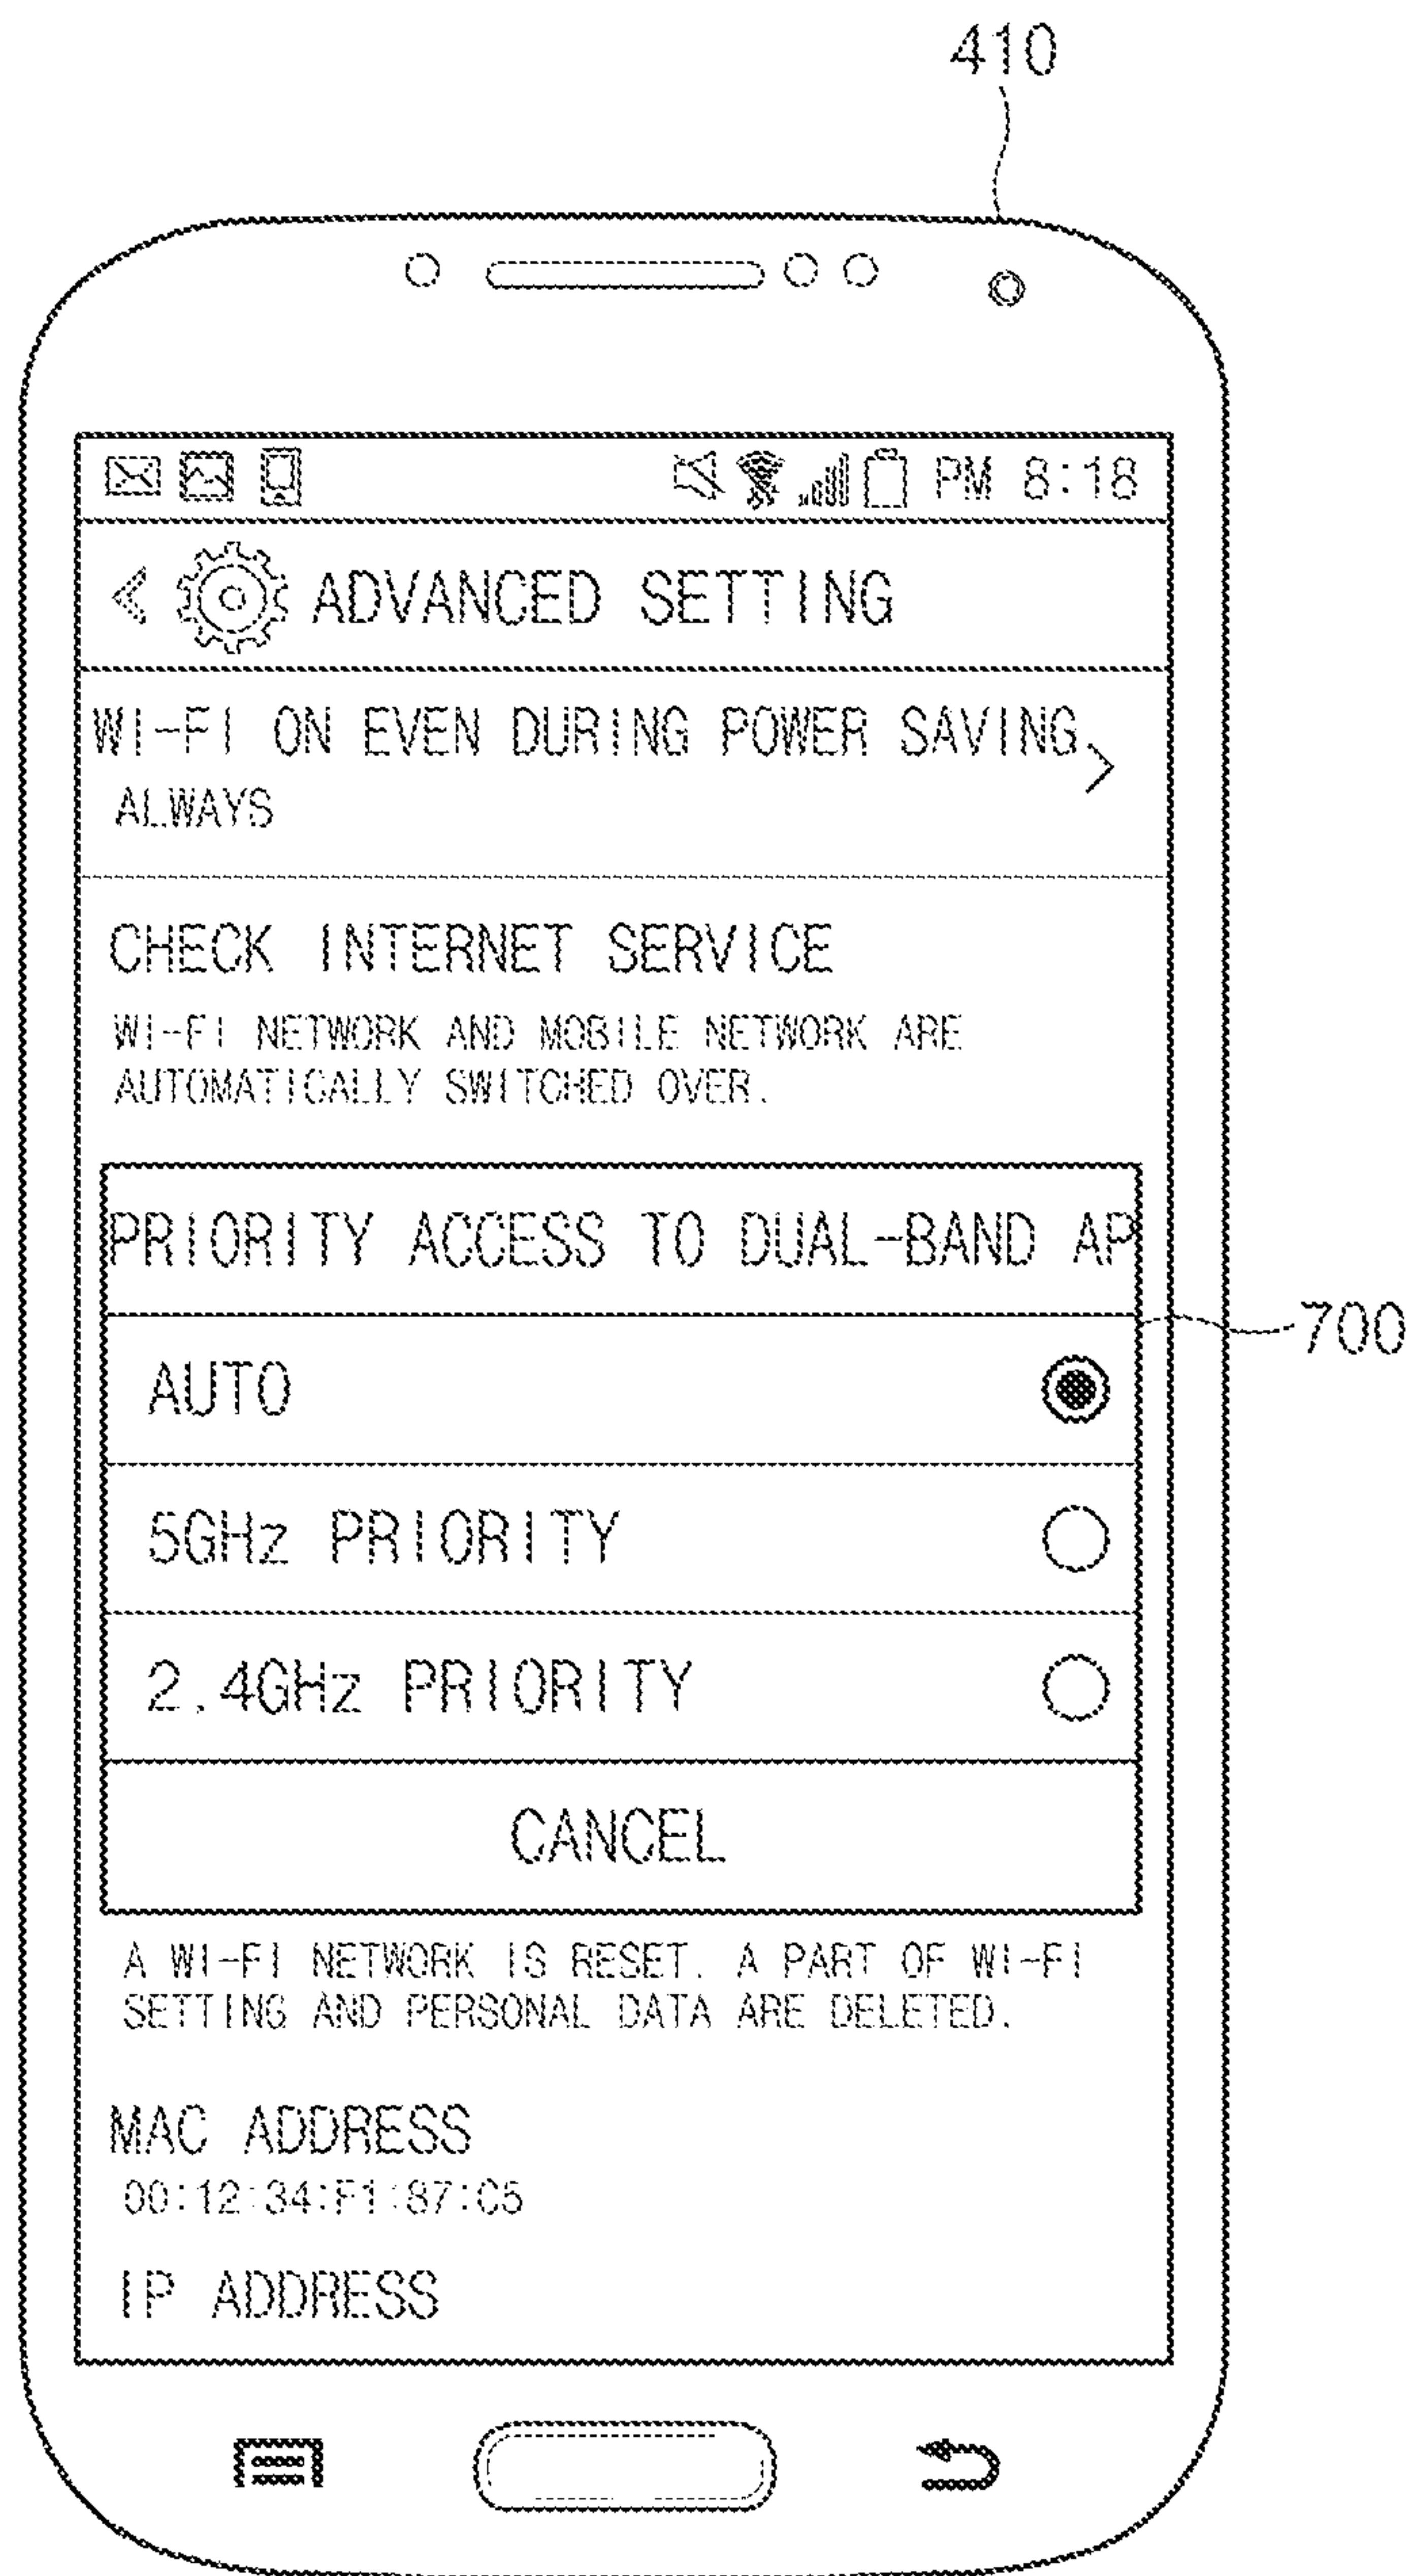 410
PM 8:18
ADVANCED SETTING
WI-FI ON EVEN DURING POWER SAVING
ALWAYS
CHECK INTERNET SERVICE
WI-FI NETWORK AND MOBILE NETWORK ARE
AUTOMATICALLY SWITCHED OVER.
PRIORITY ACCESS TO DUAL-BAND AP
700
AUTO
5GHz PRIORITY
2.4GHz PRIORITY
CANCEL
A WI-FI NETWORK IS RESET. A PART OF WI-FI
SETTING AND PERSONAL DATA ARE DELETED.
MAC ADDRESS
00:12:34:F1:87:C5
IP ADDRESS